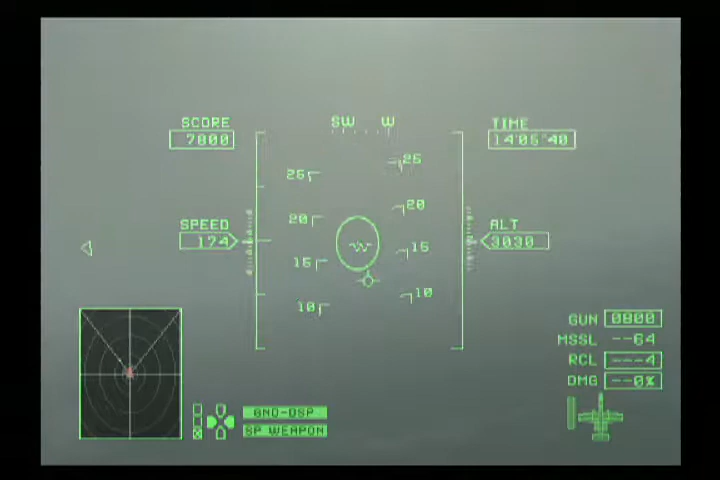 SCORE
7800
SW W
TIME
14'05"40
25 25
20 20
15 15
10 10
SPEED
174
ALT
3030
GUN 0800
MSSL --64
RCL ---4
DMG --0%
GND-DSP
SP WEAPON